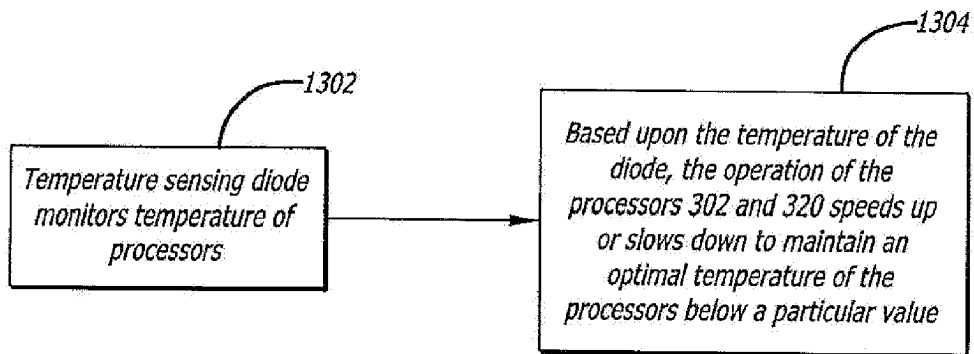 1304
1302
Based upon the temperature of the
diode, the operation of the
processors 302 and 320 speeds up
or slows down to maintain an
optimal temperature of the
processors below a particular value
Temperature sensing diode
monitors temperature of
processors